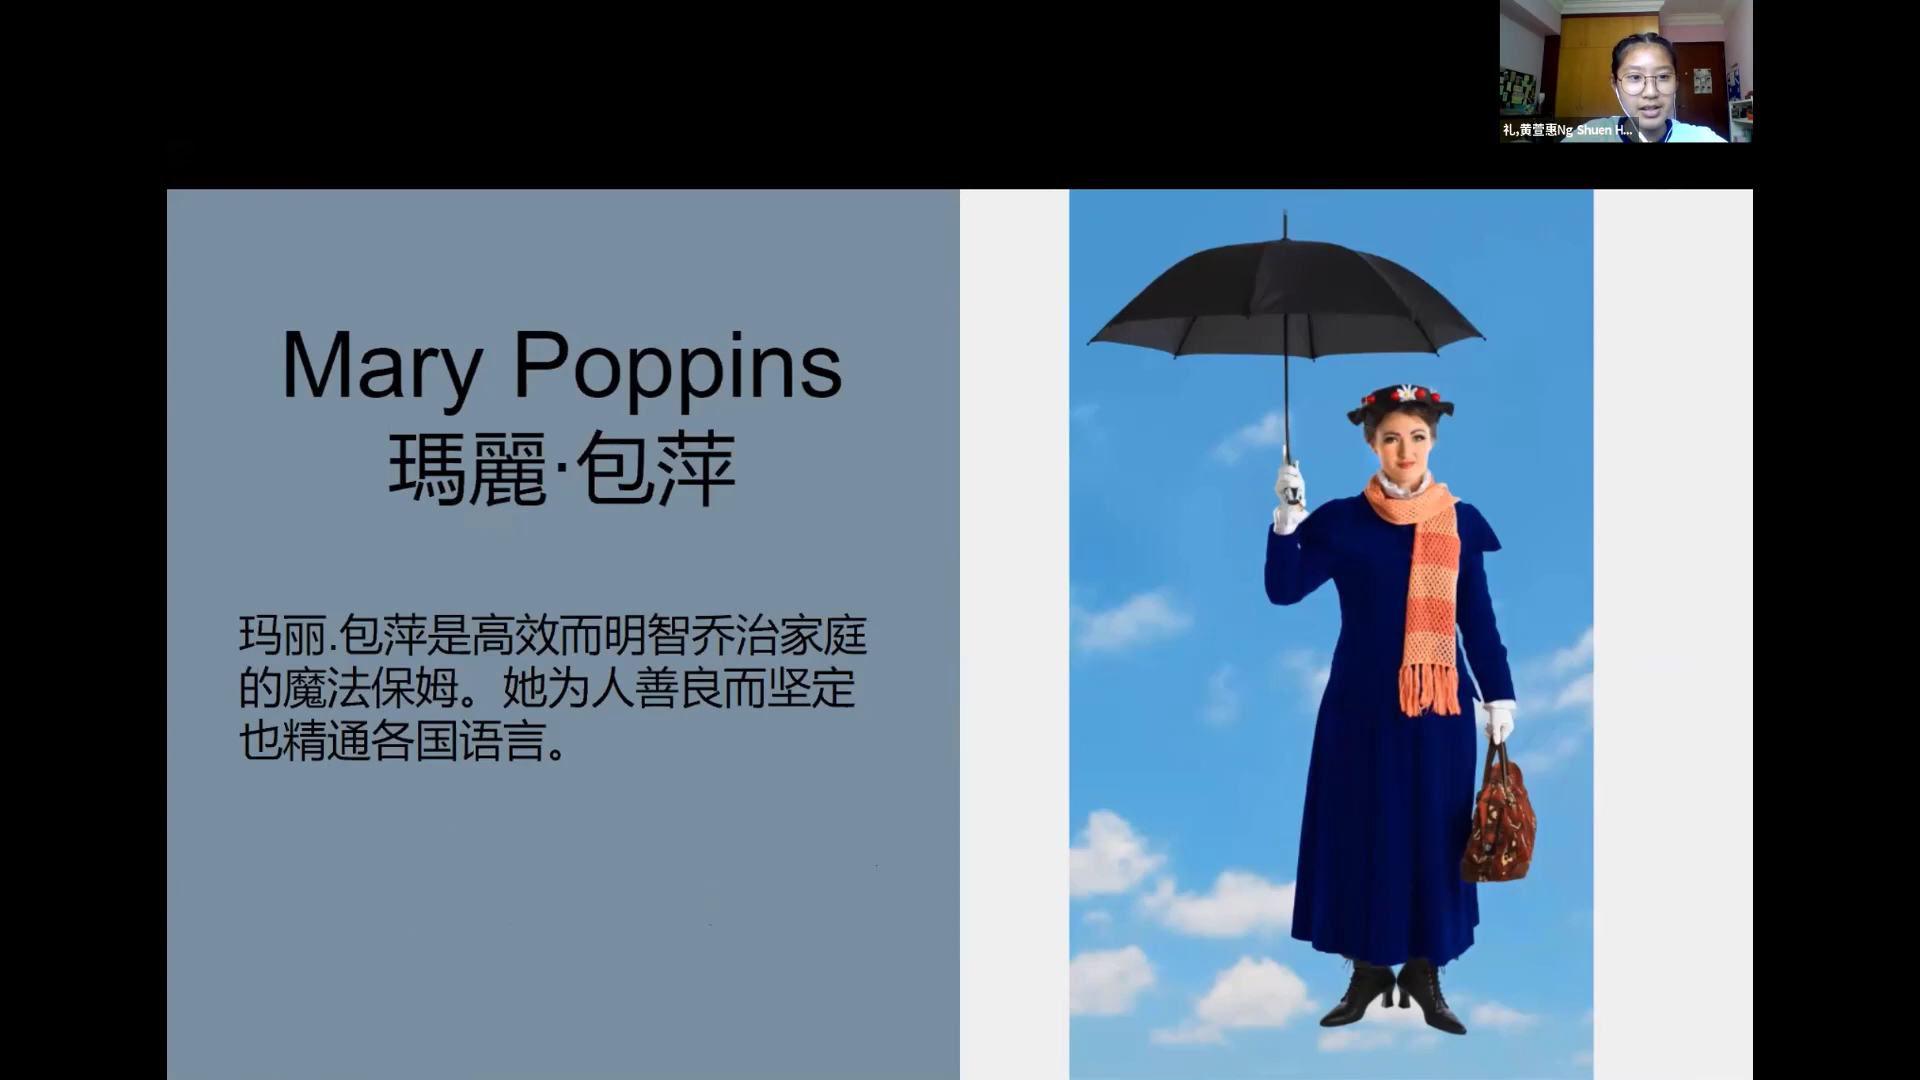 礼,黄萱惠Ng Shuen H...
Mary Poppins
瑪麗·包萍
玛丽.包萍是高效而明智乔治家庭
的魔法保姆。她为人善良而坚定
也精通各国语言。